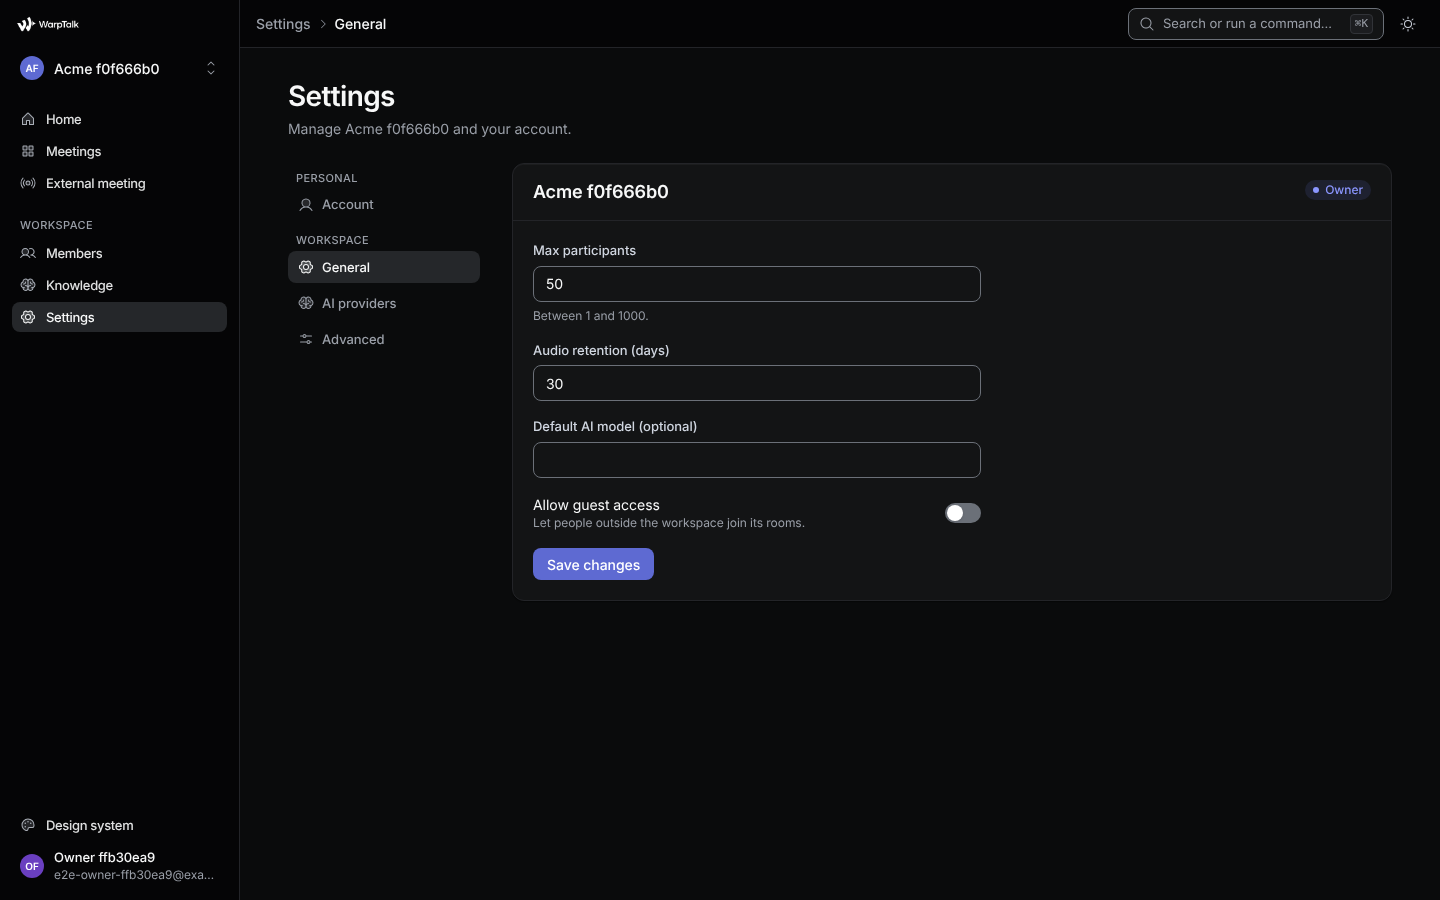 WarpTalk
AF
Acme f0f666b0
Home
Meetings
External meeting
WORKSPACE
Members
Knowledge
Settings
Design system
OF
Owner ffb30ea9
e2e-owner-ffb30ea9@exa...
Settings
General
Search or run a command...
⌘K
Settings
Manage Acme f0f666b0 and your account.
PERSONAL
Account
WORKSPACE
General
AI providers
Advanced
Acme f0f666b0
Owner
Max participants
50
Between 1 and 1000.
Audio retention (days)
30
Default AI model (optional)
Allow guest access
Let people outside the workspace join its rooms.
Save changes